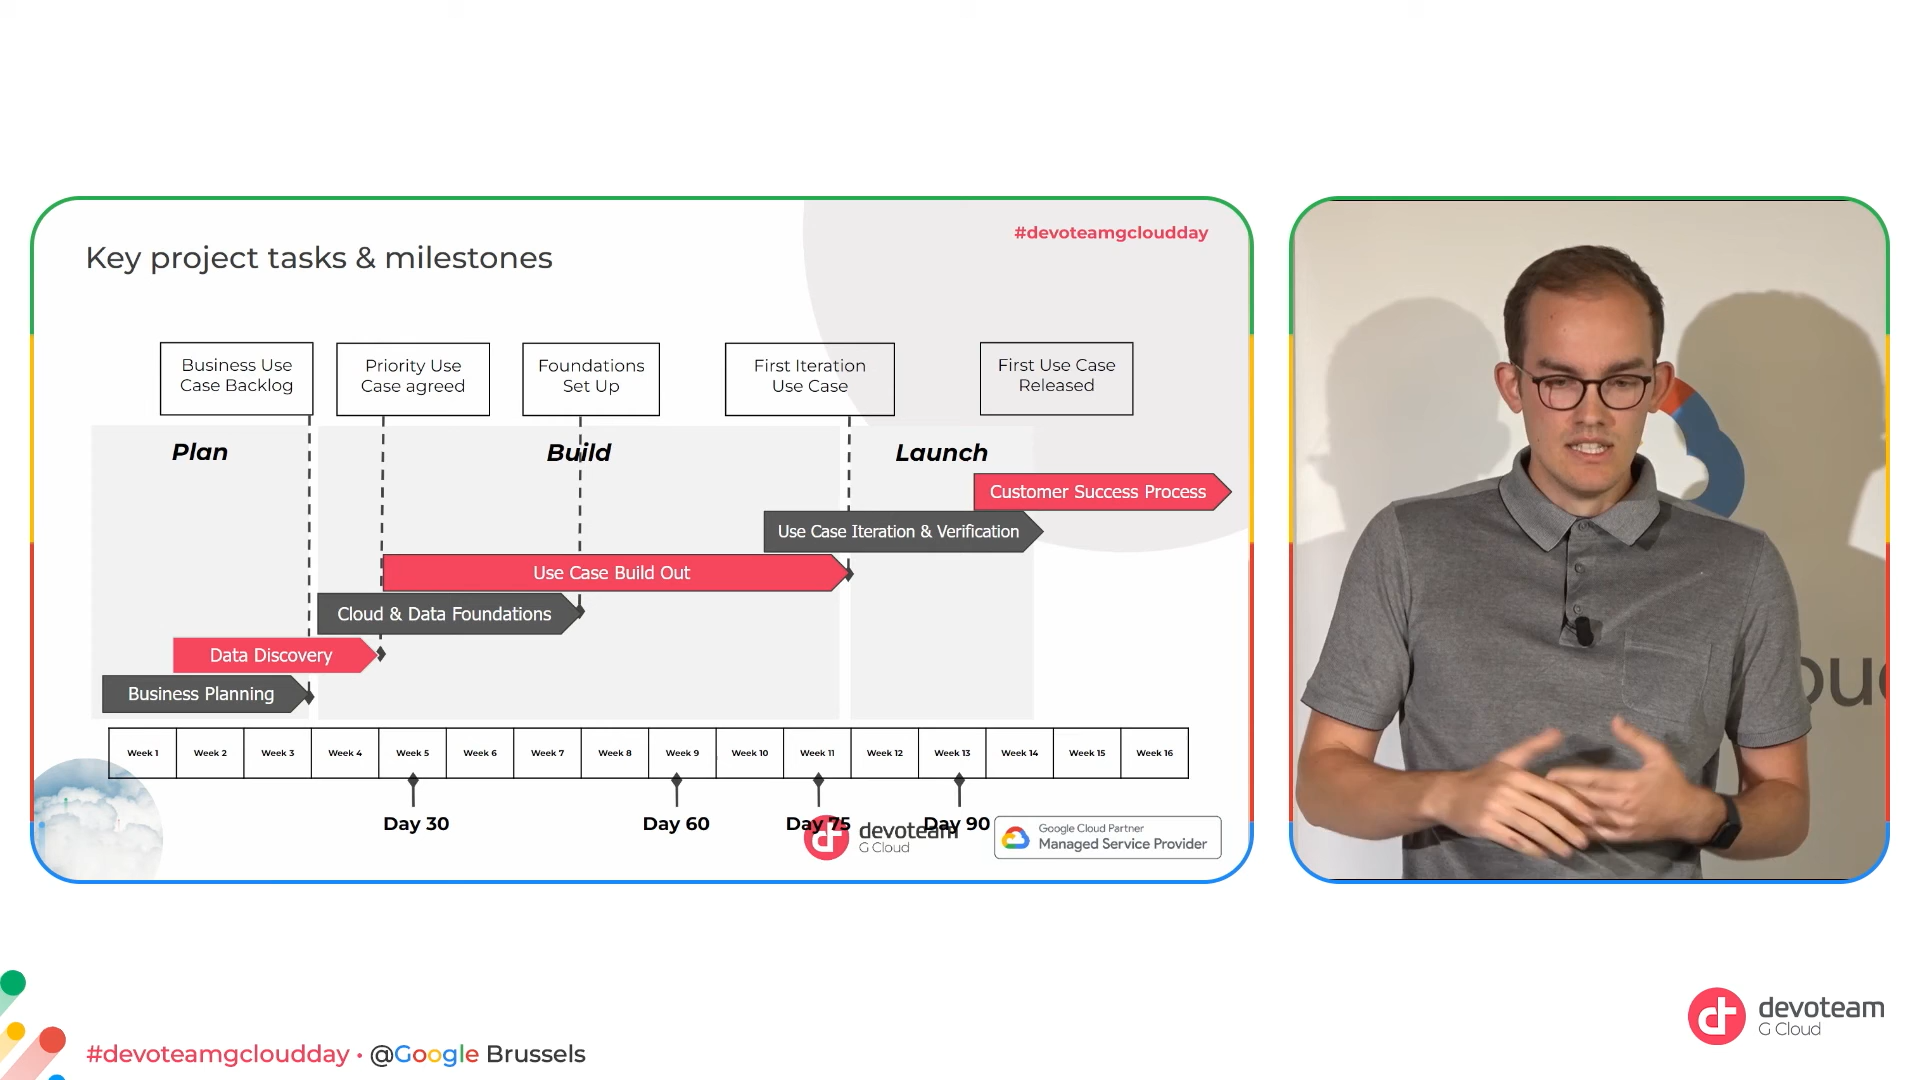 #devoteamgcloudday
Key project tasks & milestones
Business Use
Case Backlog
Priority Use
Case agreed
Foundations
Set Up
First Iteration
Use Case
First Use Case
Released
Plan
Build
Launch
Customer Success Process
Use Case Iteration & Verification
Use Case Build Out
Cloud & Data Foundations
Data Discovery
Business Planning
Week 1
Week 2
Week 3
Week 4
Week 5
Week 6
Week 7
Week 8
Week 9
Week 10
Week 11
Week 12
Week 13
Week 14
Week 15
Week 16
Day 30
Day 60
Day 75
Day 90
devoteam
G Cloud
Google Cloud Partner
Managed Service Provider
#devoteamgcloudday • @Google Brussels
devoteam
G Cloud